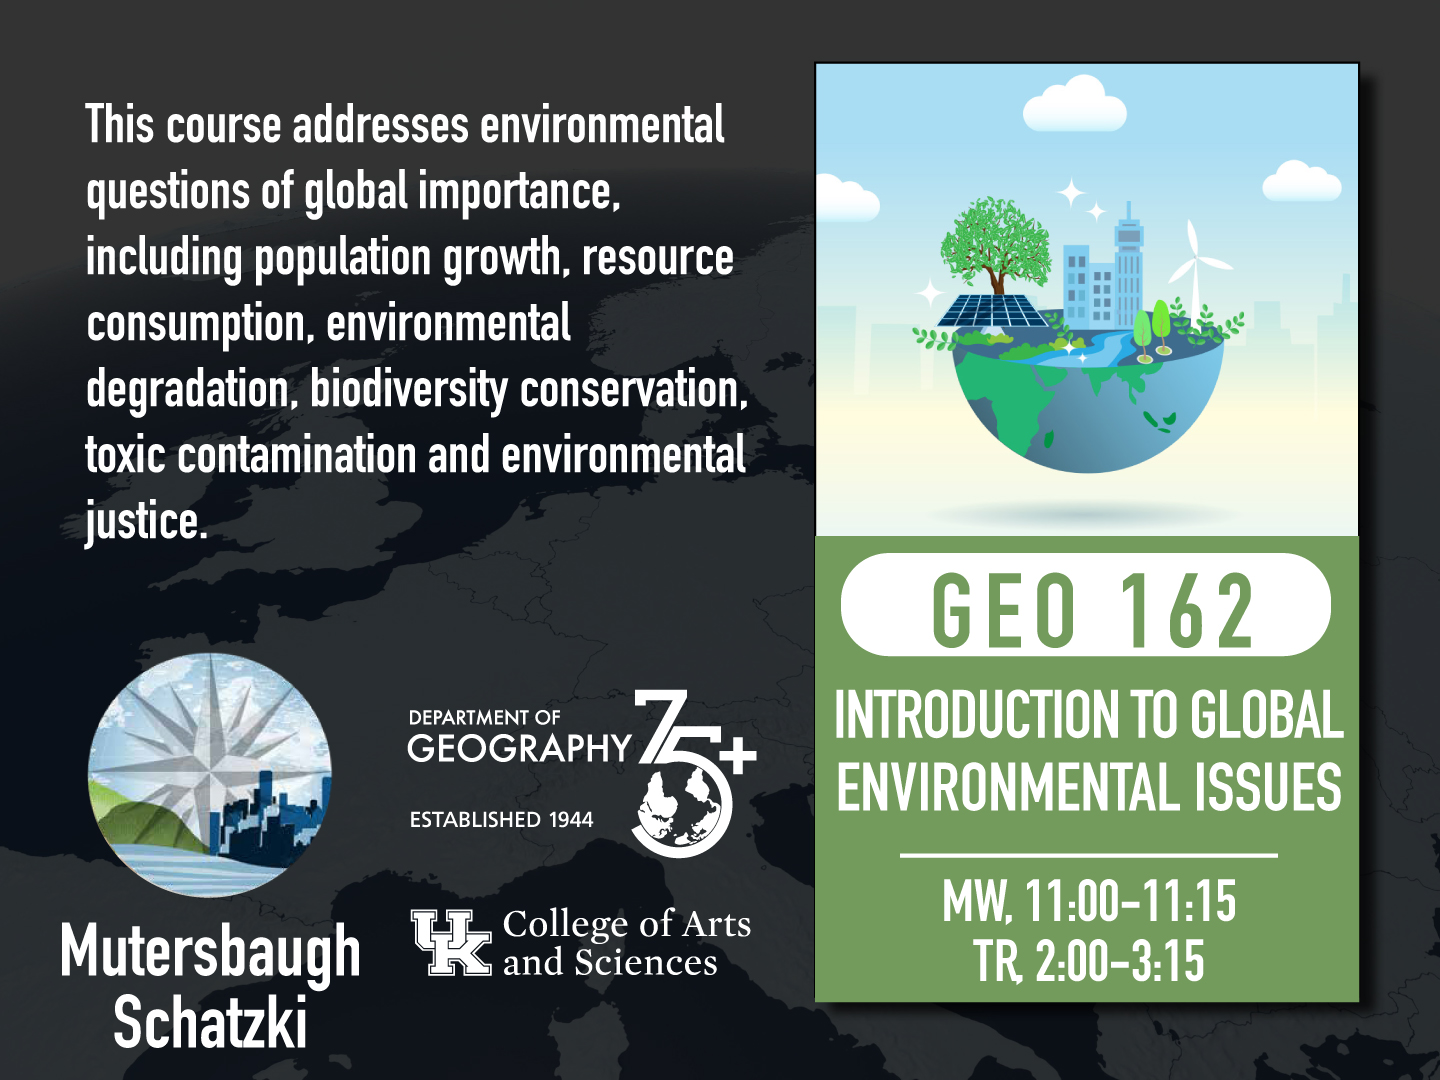 This course addresses environmental
questions of global importance,
including population growth, resource
consumption, environmental
degradation, biodiversity conservation,
toxic contamination and environmental
justice.
Mutersbaugh
Schatzki
DEPARTMENT OF
GEOGRAPHY
75+
ESTABLISHED 1944
UK
College of Arts
and Sciences
GEO 162
INTRODUCTION TO GLOBAL
ENVIRONMENTAL ISSUES
MW, 11:00-11:15
TR, 2:00-3:15